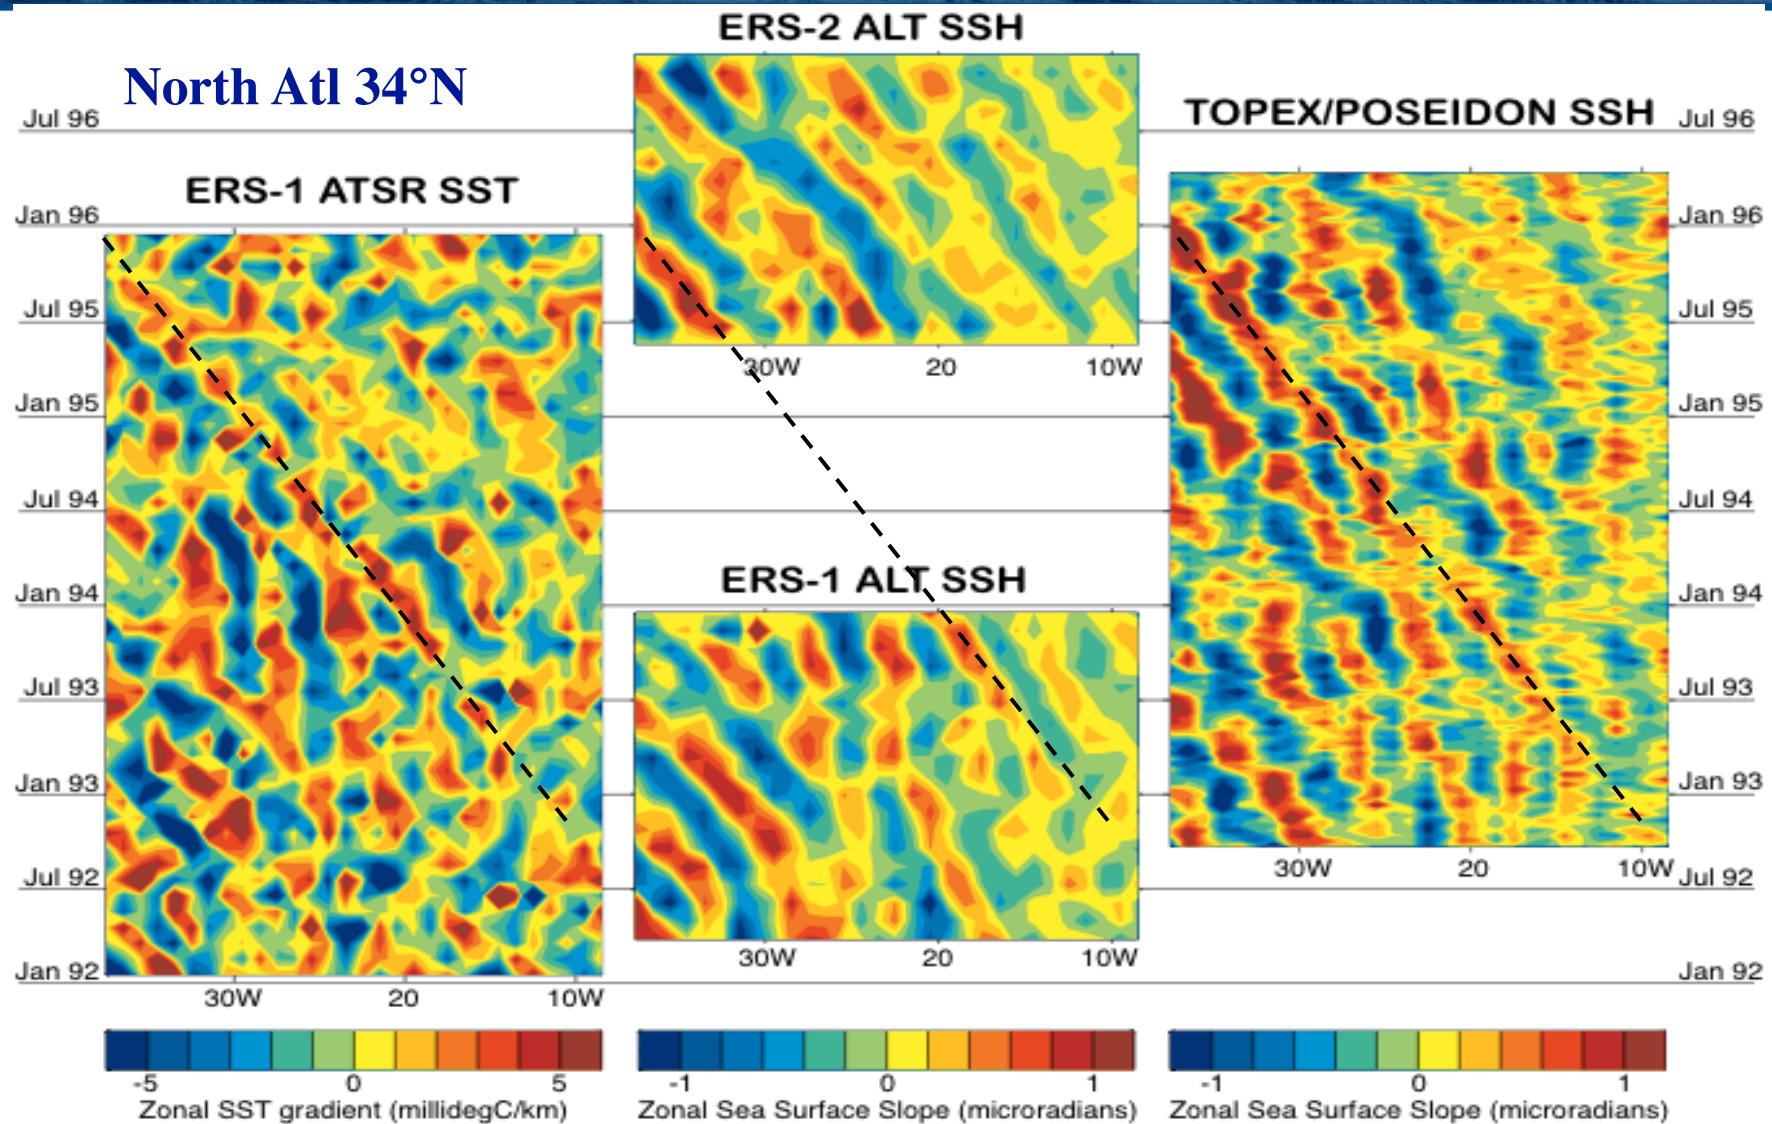 ERS-2 ALT SSH
North Atl 34°N
TOPEX/POSEIDON SSH
Jul 96
Jul 96
ERS-1 ATSR SST
Jan 96
Jan 96
Jul 95
Jul 95
30W 20 10W
Jan 95
Jan 95
Jul 94
Jul 94
ERS-1 ALT SSH
Jan 94
Jan 94
Jul 93
Jul 93
Jan 93
Jan 93
30W 20 10W
Jul 92
Jul 92
30W 20 10W
Jan 92
Jan 92
30W 20 10W
-5 0 5
Zonal SST gradient (millidegC/km)
-1 0 1
Zonal Sea Surface Slope (microradians)
-1 0 1
Zonal Sea Surface Slope (microradians)